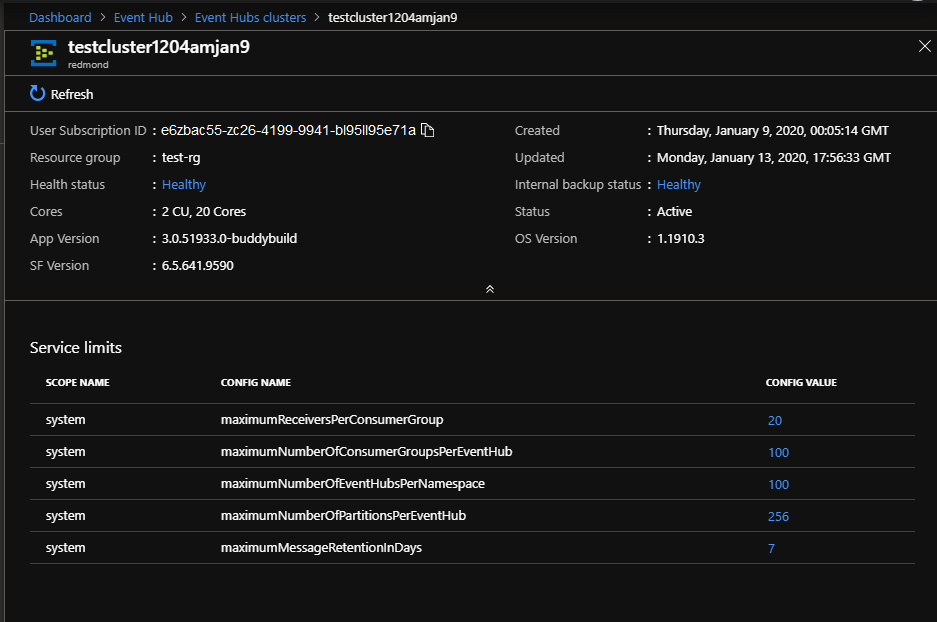 Dashboard > Event Hub > Event Hubs clusters > testcluster1204amjan9
testcluster1204amjan9
redmond
Refresh
User Subscription ID : e6zbac55-zc26-4199-9941-bl95ll95e71a
Created : Thursday, January 9, 2020, 00:05:14 GMT
Resource group : test-rg
Updated : Monday, January 13, 2020, 17:56:33 GMT
Health status : Healthy
Internal backup status : Healthy
Cores : 2 CU, 20 Cores
Status : Active
App Version : 3.0.51933.0-buddybuild
OS Version : 1.1910.3
SF Version : 6.5.641.9590
Service limits
SCOPE NAME CONFIG NAME CONFIG VALUE
system maximumReceiversPerConsumerGroup 20
system maximumNumberOfConsumerGroupsPerEventHub 100
system maximumNumberOfEventHubsPerNamespace 100
system maximumNumberOfPartitionsPerEventHub 256
system maximumMessageRetentionInDays 7